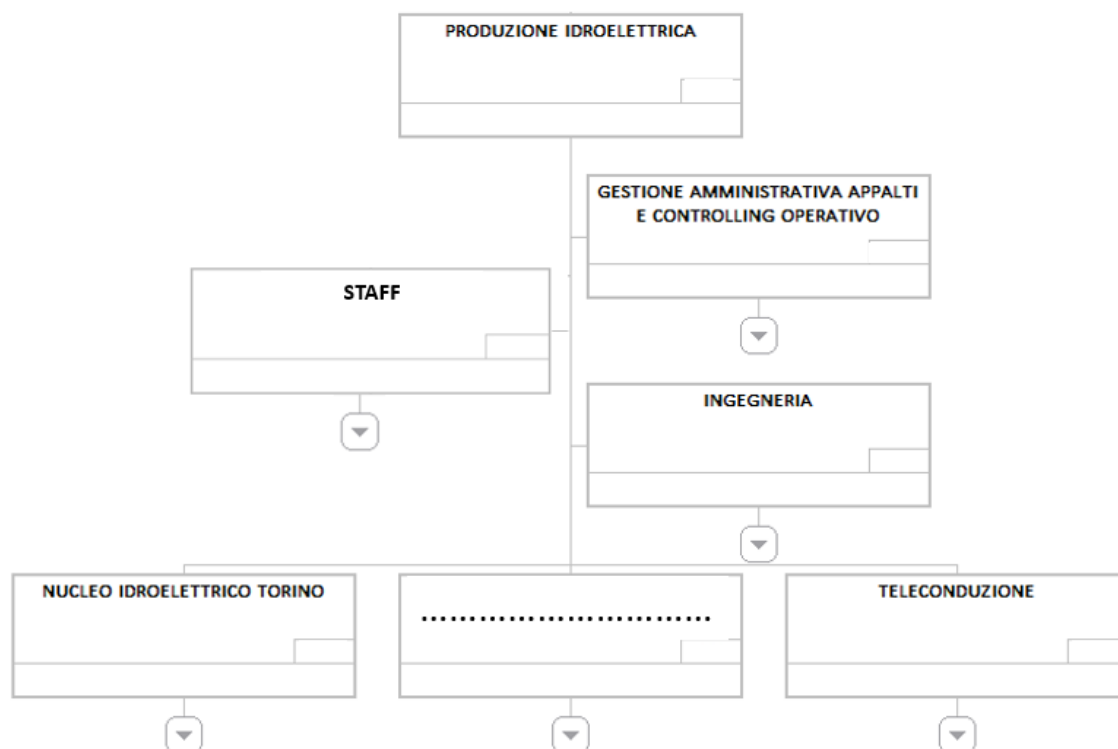 PRODUZIONE IDROELETTRICA
GESTIONE AMMINISTRATIVA APPALTI
E CONTROLLING OPERATIVO
STAFF
INGEGNERIA
NUCLEO IDROELETTRICO TORINO
..............................
TELECONDUZIONE